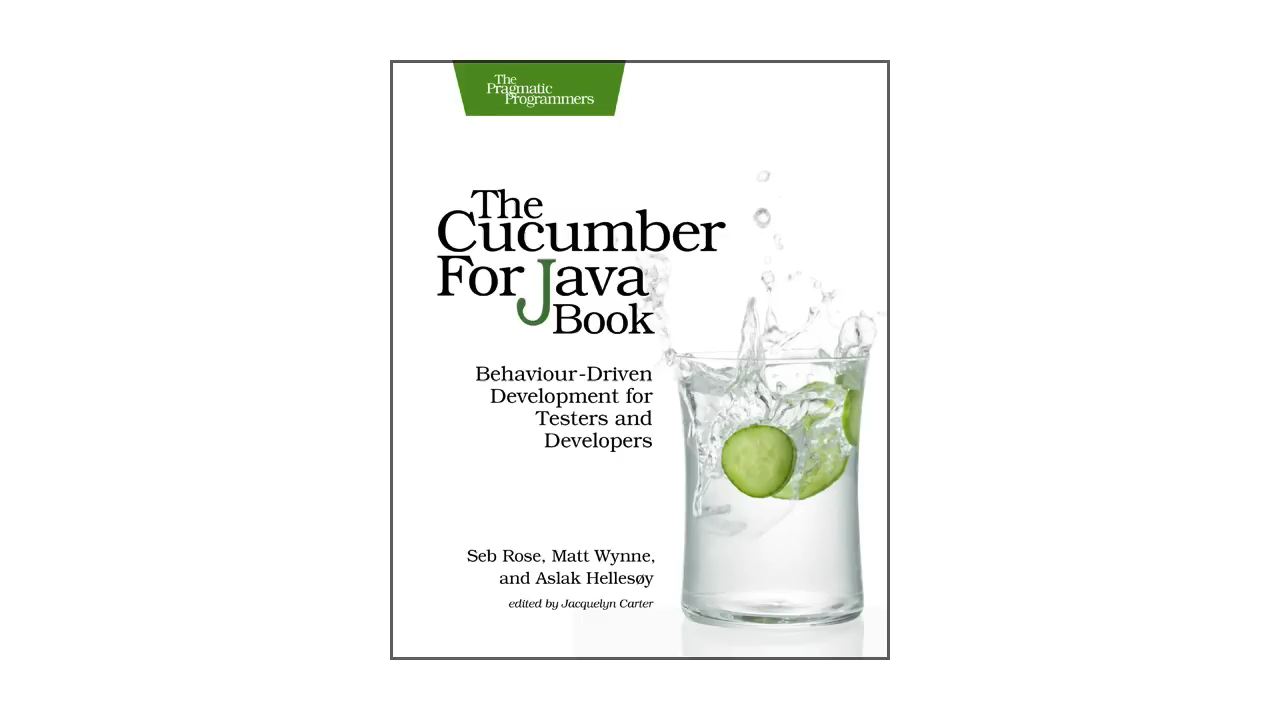 The
Pragmatic
Programmers
The
Cucumber
For Java
Book
Behaviour-Driven
Development for
Testers and
Developers
Seb Rose, Matt Wynne,
and Aslak Hellesøy
edited by Jacquelyn Carter